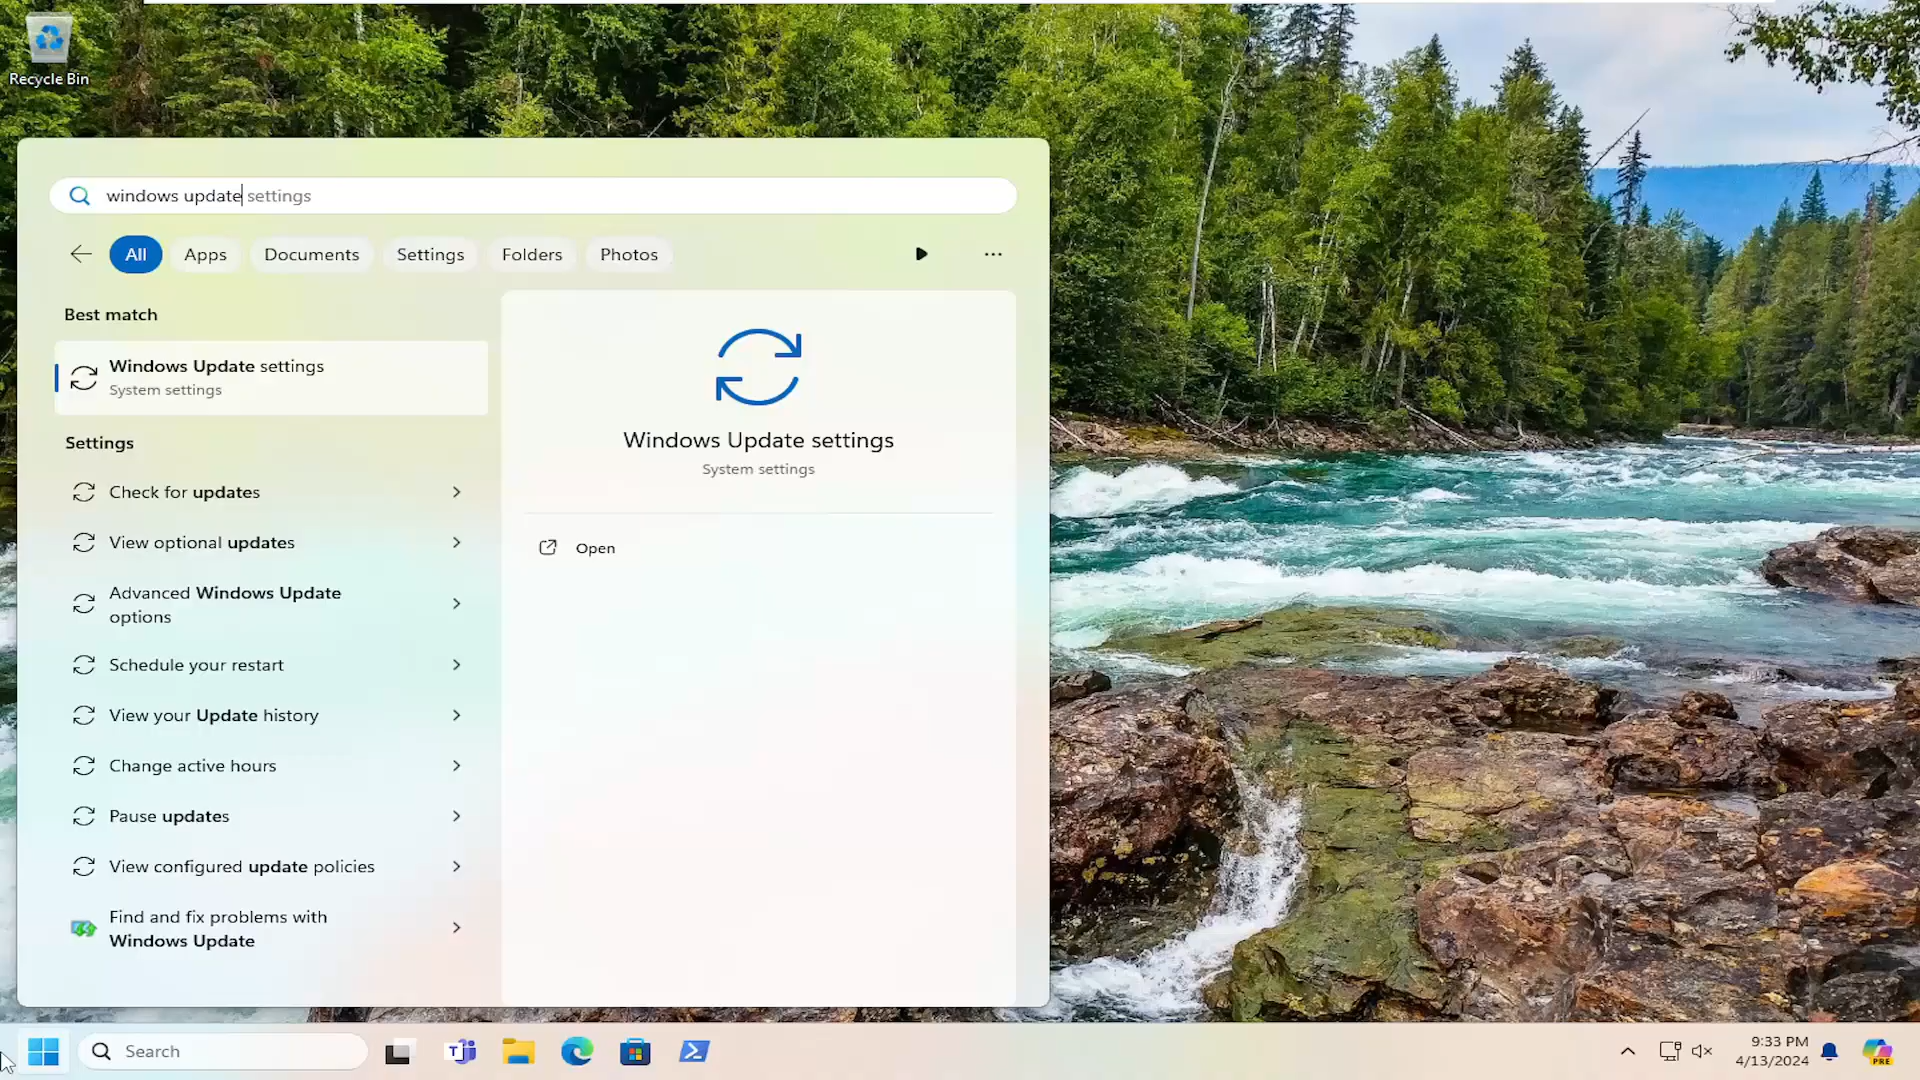 Recycle Bin
windows update settings
All
Apps
Documents
Settings
Folders
Photos
Best match
Windows Update settings
System settings
Settings
Check for updates
View optional updates
Advanced Windows Update
options
Schedule your restart
View your Update history
Change active hours
Pause updates
View configured update policies
Find and fix problems with
Windows Update
Windows Update settings
System settings
Open
Search
9:33 PM
4/13/2024
PRE